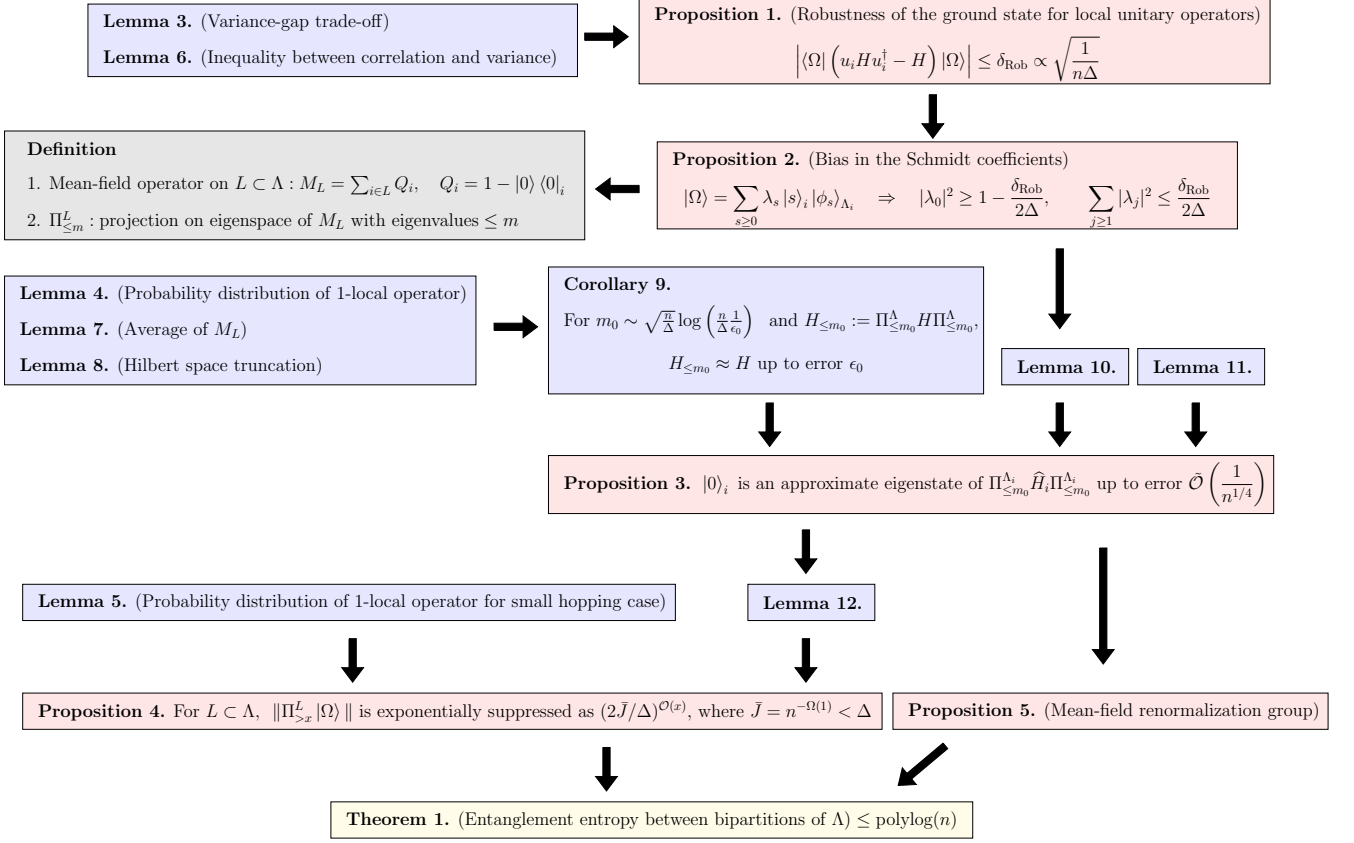 Lemma 3. (Variance-gap trade-off)
Lemma 6. (Inequality between correlation and variance)
Proposition 1. (Robustness of the ground state for local unitary operators)
|⟨Ω| (u_i H u_i^† − H) |Ω⟩| ≤ δ_Rob ∝ √(1/(nΔ))
Definition
1. Mean-field operator on L ⊂ Λ : M_L = ∑_{i∈L} Q_i, Q_i = 1 − |0⟩ ⟨0|_i
2. Π^L_{≤m} : projection on eigenspace of M_L with eigenvalues ≤ m
Proposition 2. (Bias in the Schmidt coefficients)
|Ω⟩ = ∑_{s≥0} λ_s |s⟩_i |ϕ_s⟩_{Λ_i} ⇒ |λ_0|^2 ≥ 1 − δ_Rob/(2Δ), ∑_{j≥1} |λ_j|^2 ≤ δ_Rob/(2Δ)
Lemma 4. (Probability distribution of 1-local operator)
Lemma 7. (Average of M_L)
Lemma 8. (Hilbert space truncation)
Corollary 9.
For m_0 ∼ √(n/Δ) log (n/Δ 1/ϵ_0) and H_{≤m_0} := Π^Λ_{≤m_0} H Π^Λ_{≤m_0},
H_{≤m_0} ≈ H up to error ϵ_0
Lemma 10.
Lemma 11.
Proposition 3. |0⟩_i is an approximate eigenstate of Π^{Λ_i}_{≤m_0} Ĥ_i Π^{Λ_i}_{≤m_0} up to error Õ (1/n^{1/4})
Lemma 5. (Probability distribution of 1-local operator for small hopping case)
Lemma 12.
Proposition 4. For L ⊂ Λ, ∥Π^L_{>x} |Ω⟩ ∥ is exponentially suppressed as (2J̄/Δ)^{O(x)}, where J̄ = n^{−Ω(1)} < Δ
Proposition 5. (Mean-field renormalization group)
Theorem 1. (Entanglement entropy between bipartitions of Λ) ≤ polylog(n)